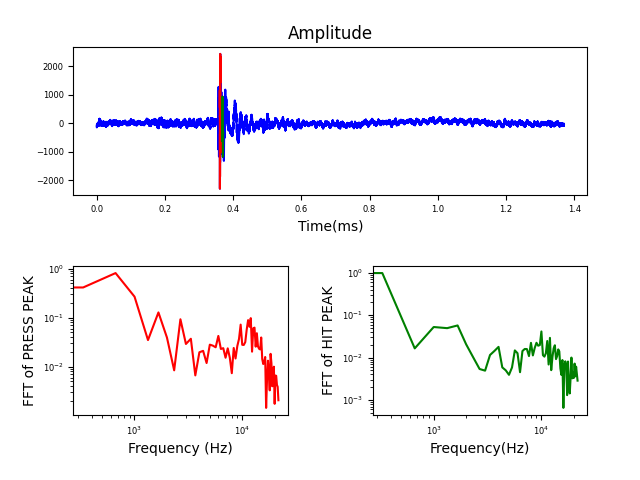 Amplitude
2000
1000
0
−1000
−2000
0.0 0.2 0.4 0.6 0.8 1.0 1.2 1.4
Time(ms)
FFT of PRESS PEAK
10⁰
10⁻¹
10⁻²
10³ 10⁴
Frequency (Hz)
FFT of HIT PEAK
10⁰
10⁻¹
10⁻²
10⁻³
10³ 10⁴
Frequency(Hz)